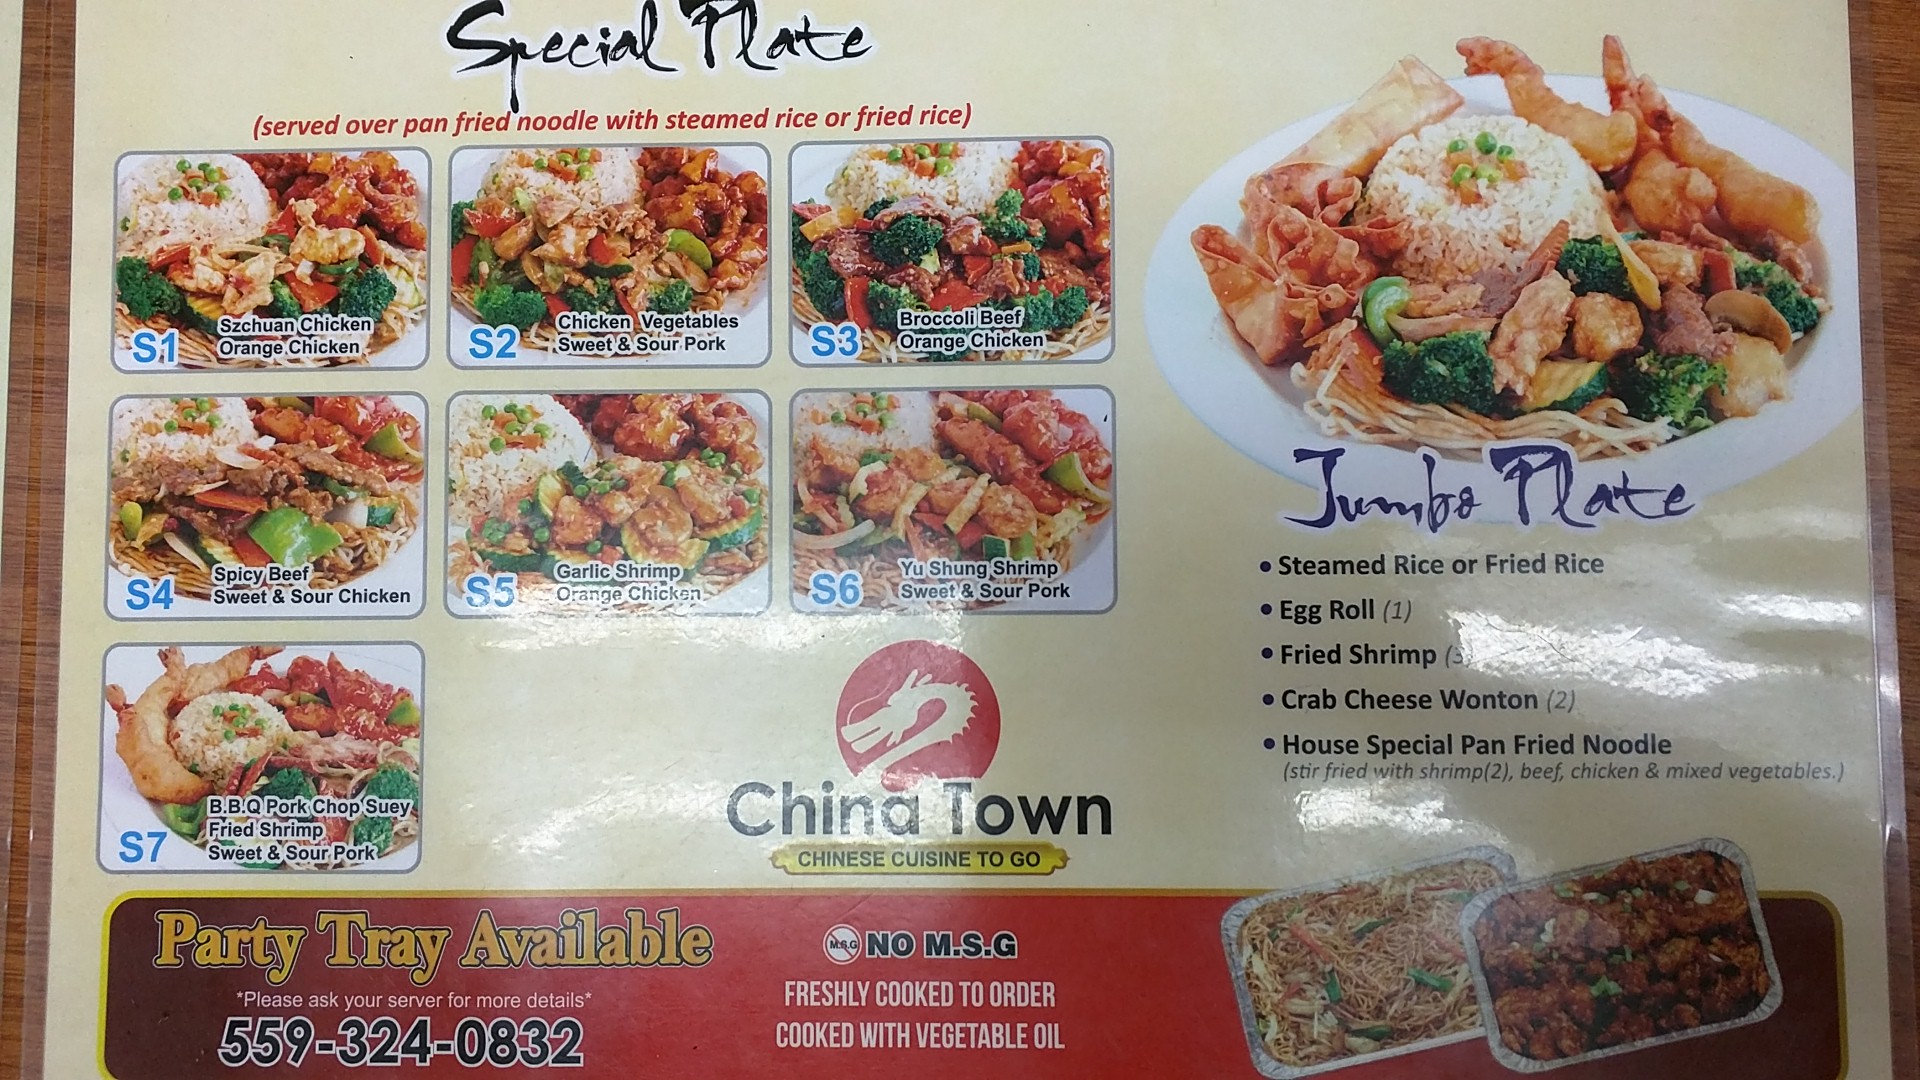 Special Plate
(served over pan fried noodle with steamed rice or fried rice)
S1
Szchuan Chicken
Orange Chicken
S2
Chicken Vegetables
Sweet & Sour Pork
S3
Broccoli Beef
Orange Chicken
S4
Spicy Beef
Sweet & Sour Chicken
S5
Garlic Shrimp
Orange Chicken
S6
Yu Shung Shrimp
Sweet & Sour Pork
S7
B.B.Q Pork Chop Suey
Fried Shrimp
Sweet & Sour Pork
China Town
CHINESE CUISINE TO GO
Jumbo Plate
• Steamed Rice or Fried Rice
• Egg Roll (1)
• Fried Shrimp
• Crab Cheese Wonton (2)
• House Special Pan Fried Noodle
(stir fried with shrimp(2), beef, chicken & mixed vegetables.)
Party Tray Available
*Please ask your server for more details*
559-324-0832
M.S.G NO M.S.G
FRESHLY COOKED TO ORDER
COOKED WITH VEGETABLE OIL